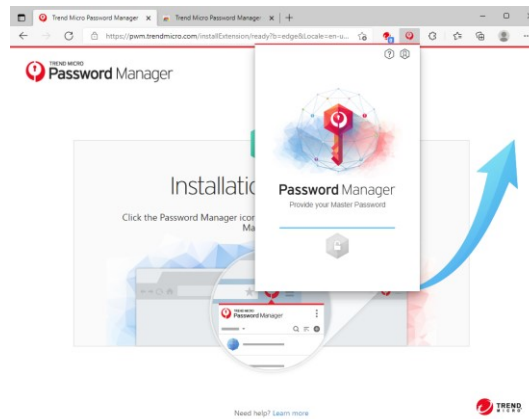 Trend Micro Password Manager
Trend Micro Password Manager
https://pwm.trendmicro.com/installExtension/ready?b=edge&Locale=en-u...
TREND MICRO
Password Manager
Installatio
Click the Password Manager icon
Ma
Password Manager
Provide your Master Password
TREND MICRO
Password Manager
Need help? Learn more
TREND
MICRO